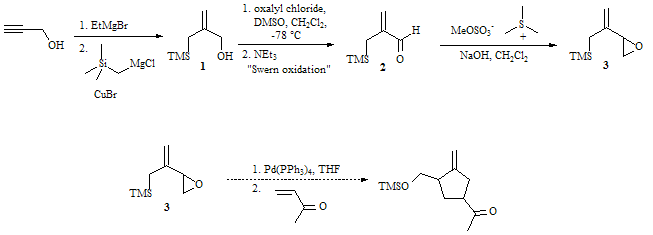 1. EtMgBr
2.
OH
Si
MgCl
CuBr
TMS
OH
1
1. oxalyl chloride,
DMSO, CH2Cl2,
-78 °C
2. NEt3
"Swern oxidation"
TMS
H
O
2
MeOSO3-
S
+
NaOH, CH2Cl2
TMS
O
3
TMS
O
3
1. Pd(PPh3)4, THF
2.
O
TMSO
O